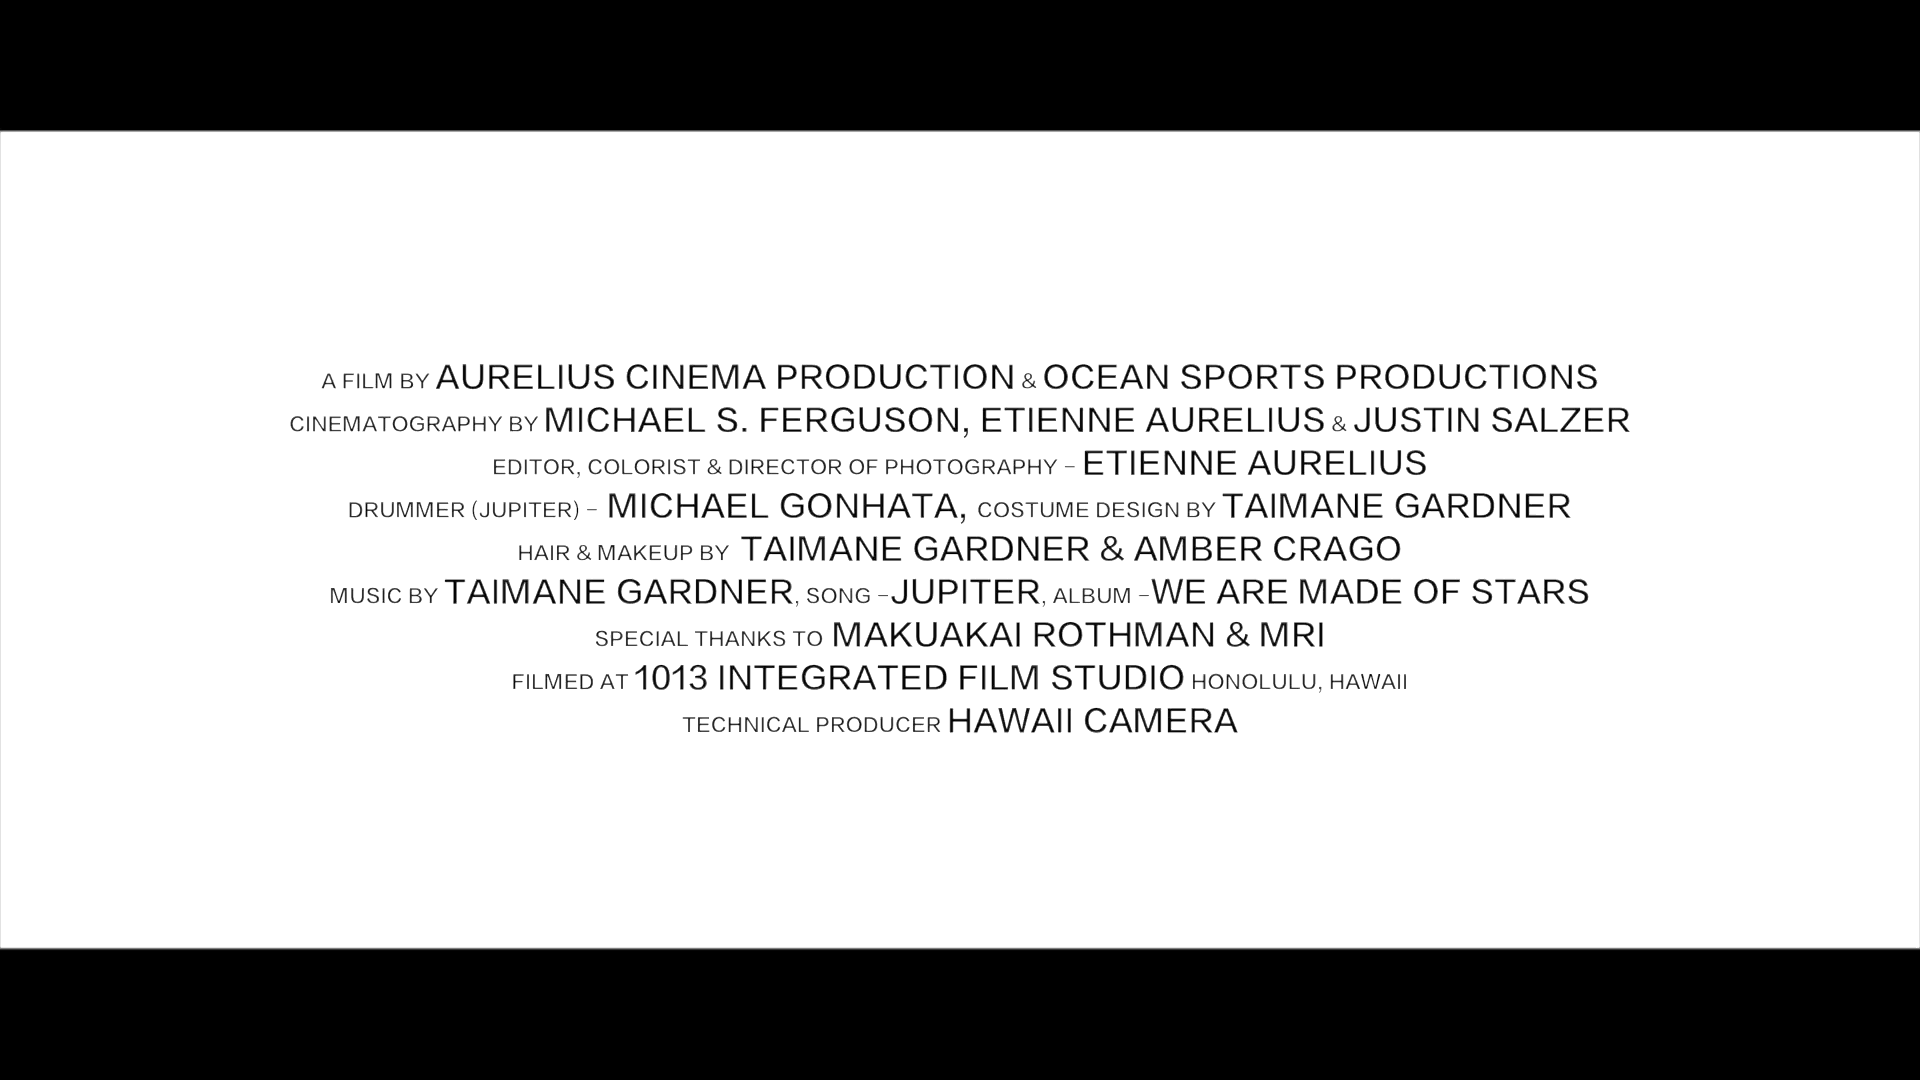 A FILM BY AURELIUS CINEMA PRODUCTION & OCEAN SPORTS PRODUCTIONS
CINEMATOGRAPHY BY MICHAEL S. FERGUSON, ETIENNE AURELIUS & JUSTIN SALZER
EDITOR, COLORIST & DIRECTOR OF PHOTOGRAPHY – ETIENNE AURELIUS
DRUMMER (JUPITER) – MICHAEL GONHATA, COSTUME DESIGN BY TAIMANE GARDNER
HAIR & MAKEUP BY TAIMANE GARDNER & AMBER CRAGO
MUSIC BY TAIMANE GARDNER, SONG –JUPITER, ALBUM –WE ARE MADE OF STARS
SPECIAL THANKS TO MAKUAKAI ROTHMAN & MRI
FILMED AT 1013 INTEGRATED FILM STUDIO HONOLULU, HAWAII
TECHNICAL PRODUCER HAWAII CAMERA